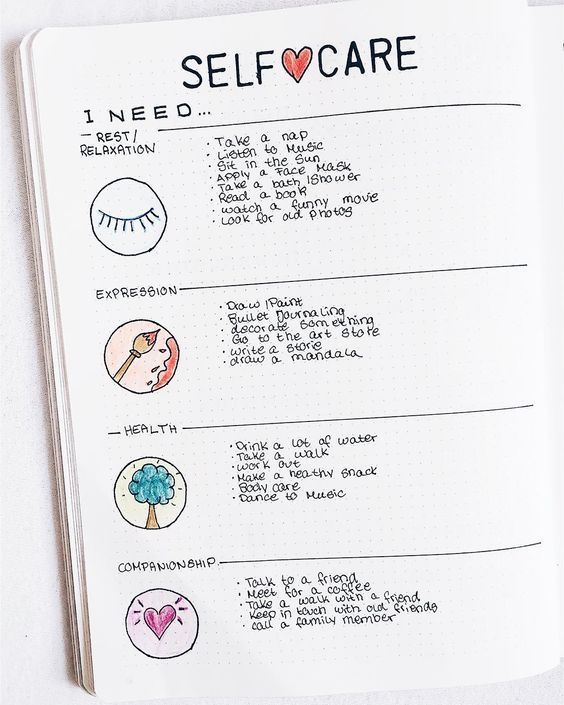 SELF CARE
I NEED...
REST/
RELAXATION
• Take a nap
• Listen to Music
• Sit in the Sun
• Apply a Face Mask
• Take a bath /Shower
• Read a book
• watch a funny movie
• Look for old photos
EXPRESSION
• Draw /Paint
• Bullet Journaling
• decorate something
• Go to the art store
• write a storie
• draw a mandala
HEALTH
• Drink a lot of water
• Take a walk
• work out
• Make a heathy snack
• Body care
• Dance to Music
COMPANIONSHIP
• Talk to a friend
• Meet for a coffee
• Take a walk with a friend
• Keep in touch with old friends
• call a family member